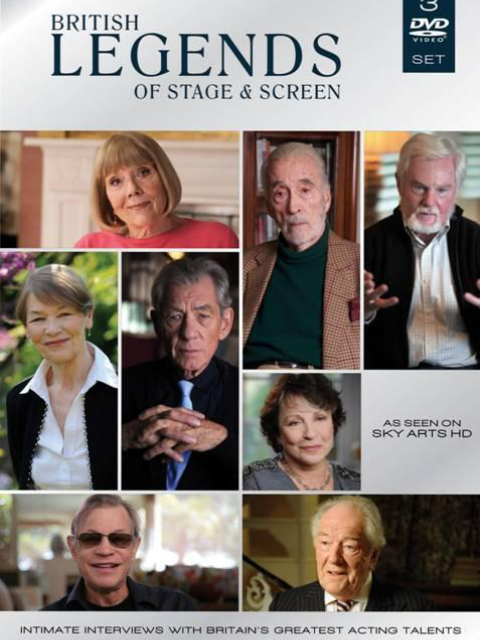 BRITISH
LEGENDS
OF STAGE & SCREEN
3
DVD
VIDEO
SET
AS SEEN ON
SKY ARTS HD
INTIMATE INTERVIEWS WITH BRITAIN'S GREATEST ACTING TALENTS